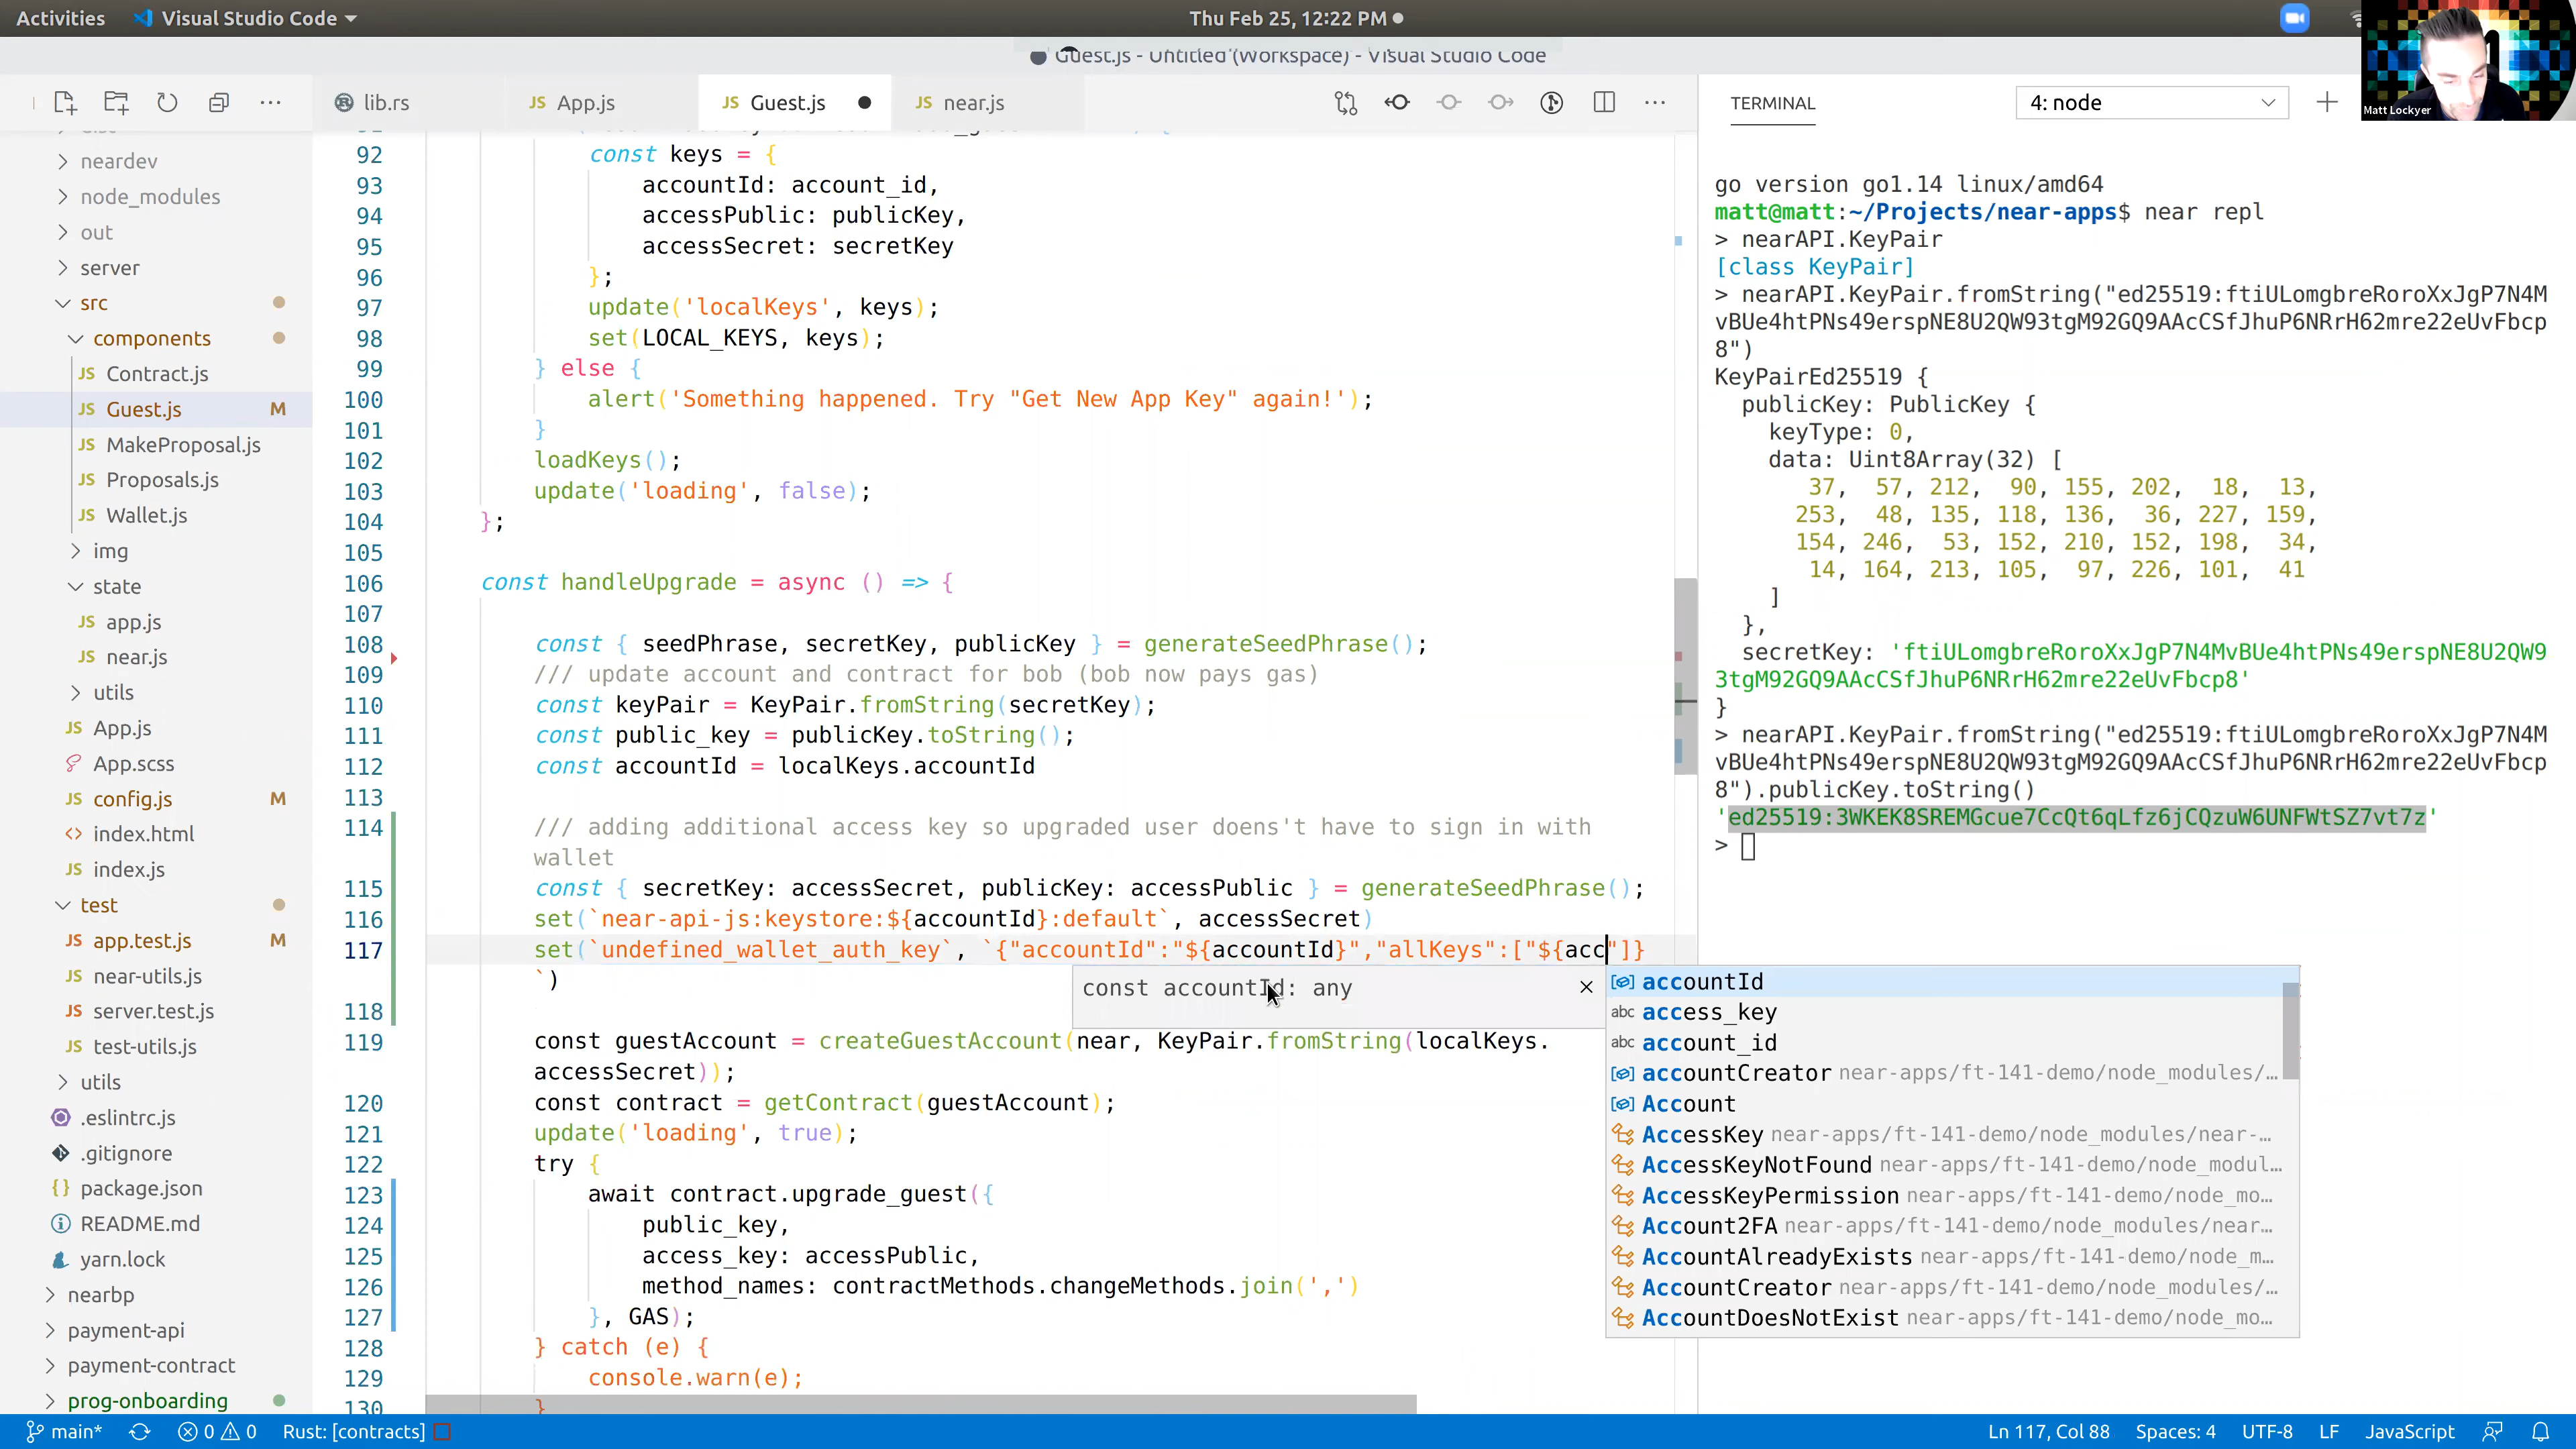 Activities
Visual Studio Code
Thu Feb 25, 12:22 PM
Guest.js - Untitled (Workspace) - Visual Studio Code
Matt Lockyer
lib.rs
JS App.js
JS Guest.js
JS near.js
TERMINAL
4: node
neardev
node_modules
out
server
src
components
JS Contract.js
JS Guest.js M
JS MakeProposal.js
JS Proposals.js
JS Wallet.js
img
state
JS app.js
JS near.js
utils
JS App.js
App.scss
JS config.js M
<> index.html
JS index.js
test
JS app.test.js M
JS near-utils.js
JS server.test.js
JS test-utils.js
utils
.eslintrc.js
.gitignore
{} package.json
README.md
yarn.lock
nearbp
payment-api
payment-contract
prog-onboarding
92 const keys = {
93 accountId: account_id,
94 accessPublic: publicKey,
95 accessSecret: secretKey
96 };
97 update('localKeys', keys);
98 set(LOCAL_KEYS, keys);
99 } else {
100 alert('Something happened. Try "Get New App Key" again!');
101 }
102 loadKeys();
103 update('loading', false);
104 };
105
106 const handleUpgrade = async () => {
107
108 const { seedPhrase, secretKey, publicKey } = generateSeedPhrase();
109 /// update account and contract for bob (bob now pays gas)
110 const keyPair = KeyPair.fromString(secretKey);
111 const public_key = publicKey.toString();
112 const accountId = localKeys.accountId
113
114 /// adding additional access key so upgraded user doens't have to sign in with
wallet
115 const { secretKey: accessSecret, publicKey: accessPublic } = generateSeedPhrase();
116 set(`near-api-js:keystore:${accountId}:default`, accessSecret)
117 set(`undefined_wallet_auth_key`, `{"accountId":"${accountId}","allKeys":["${acc"]}
`)
118
119 const guestAccount = createGuestAccount(near, KeyPair.fromString(localKeys.
accessSecret));
120 const contract = getContract(guestAccount);
121 update('loading', true);
122 try {
123 await contract.upgrade_guest({
124 public_key,
125 access_key: accessPublic,
126 method_names: contractMethods.changeMethods.join(',')
127 }, GAS);
128 } catch (e) {
129 console.warn(e);
130 }
const accountId: any
accountId
abc access_key
abc account_id
accountCreator near-apps/ft-141-demo/node_modules/…
Account
AccessKey near-apps/ft-141-demo/node_modules/near-…
AccessKeyNotFound near-apps/ft-141-demo/node_modul…
AccessKeyPermission near-apps/ft-141-demo/node_mo…
Account2FA near-apps/ft-141-demo/node_modules/near…
AccountAlreadyExists near-apps/ft-141-demo/node_m…
AccountCreator near-apps/ft-141-demo/node_modules/…
AccountDoesNotExist near-apps/ft-141-demo/node_mo…
go version go1.14 linux/amd64
matt@matt:~/Projects/near-apps$ near repl
> nearAPI.KeyPair
[class KeyPair]
> nearAPI.KeyPair.fromString("ed25519:ftiULomgbreRoroXxJgP7N4M
vBUe4htPNs49erspNE8U2QW93tgM92GQ9AAcCSfJhuP6NRrH62mre22eUvFbcp
8")
KeyPairEd25519 {
publicKey: PublicKey {
keyType: 0,
data: Uint8Array(32) [
37, 57, 212, 90, 155, 202, 18, 13,
253, 48, 135, 118, 136, 36, 227, 159,
154, 246, 53, 152, 210, 152, 198, 34,
14, 164, 213, 105, 97, 226, 101, 41
]
},
secretKey: 'ftiULomgbreRoroXxJgP7N4MvBUe4htPNs49erspNE8U2QW9
3tgM92GQ9AAcCSfJhuP6NRrH62mre22eUvFbcp8'
}
> nearAPI.KeyPair.fromString("ed25519:ftiULomgbreRoroXxJgP7N4M
vBUe4htPNs49erspNE8U2QW93tgM92GQ9AAcCSfJhuP6NRrH62mre22eUvFbcp
8").publicKey.toString()
'ed25519:3WKEK8SREMGcue7CcQt6qLfz6jCQzuW6UNFWtSZ7vt7z'
>
main*
0
0
Rust: [contracts]
Ln 117, Col 88
Spaces: 4
UTF-8
LF
JavaScript